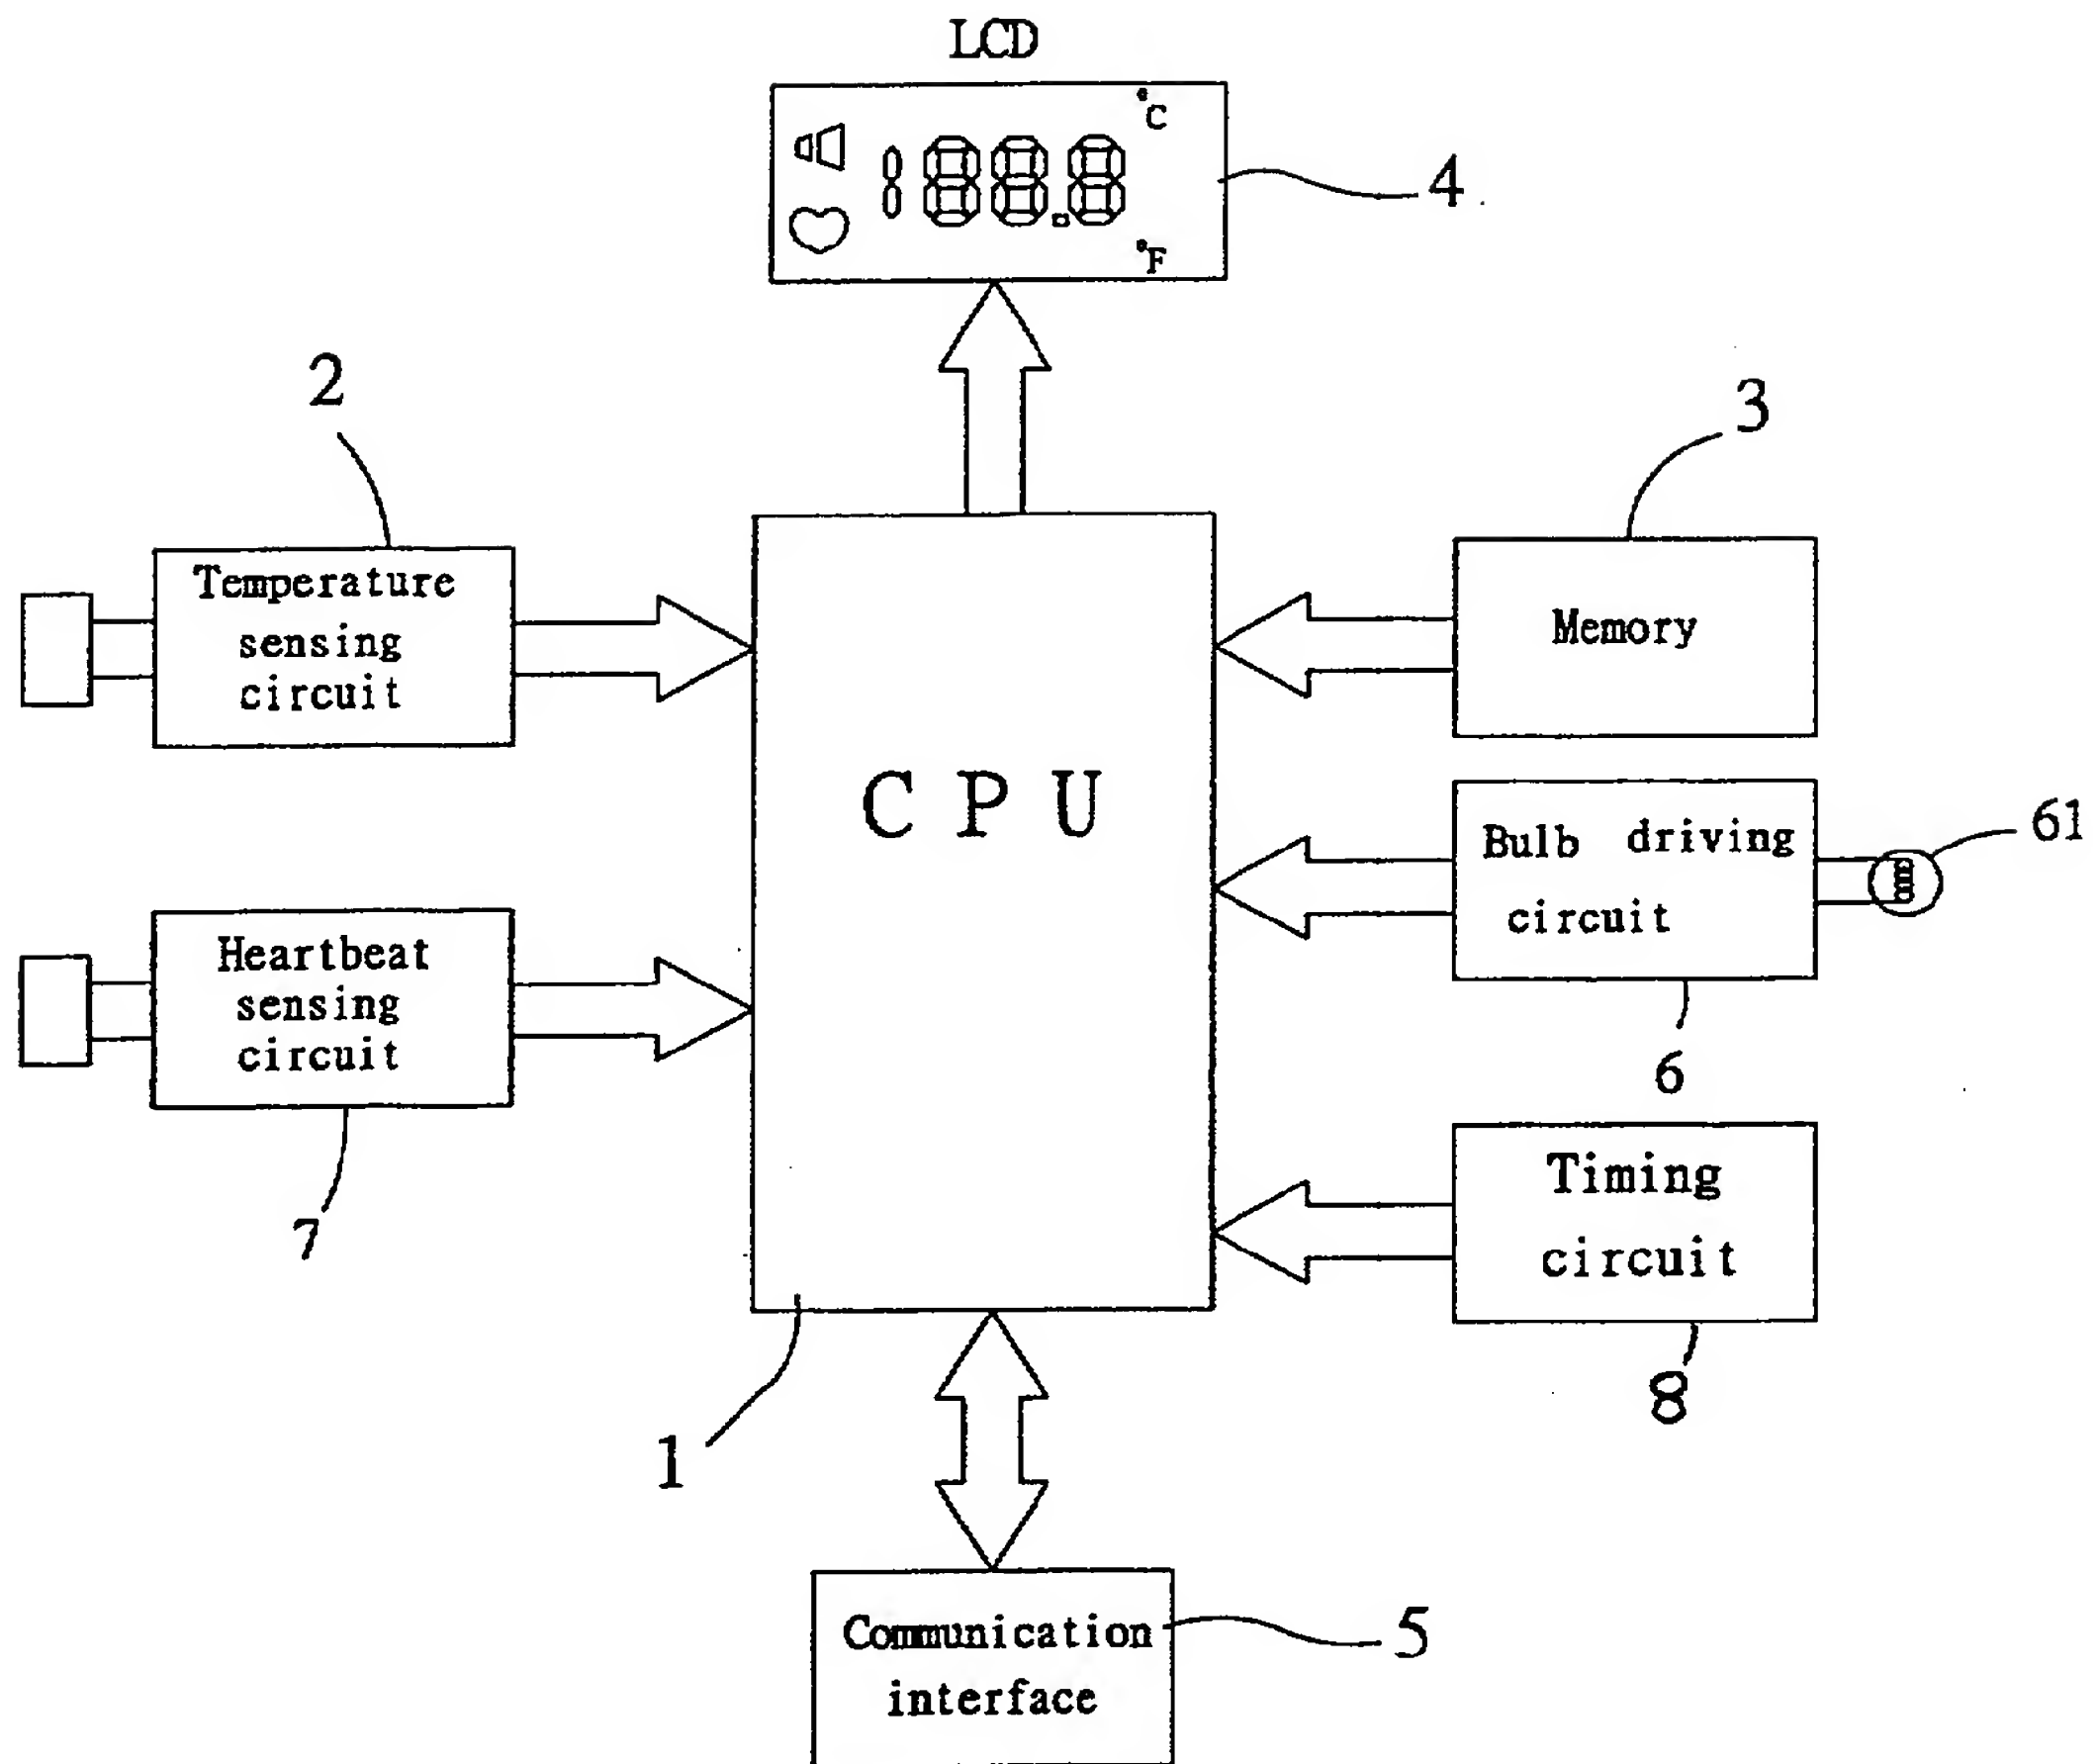 LCD
°C
188.8
°F
4
2
3
Temperature
sensing
circuit
Memory
CPU
61
Bulb driving
circuit
Heartbeat
sensing
circuit
6
7
Timing
circuit
8
1
Communication
interface
5